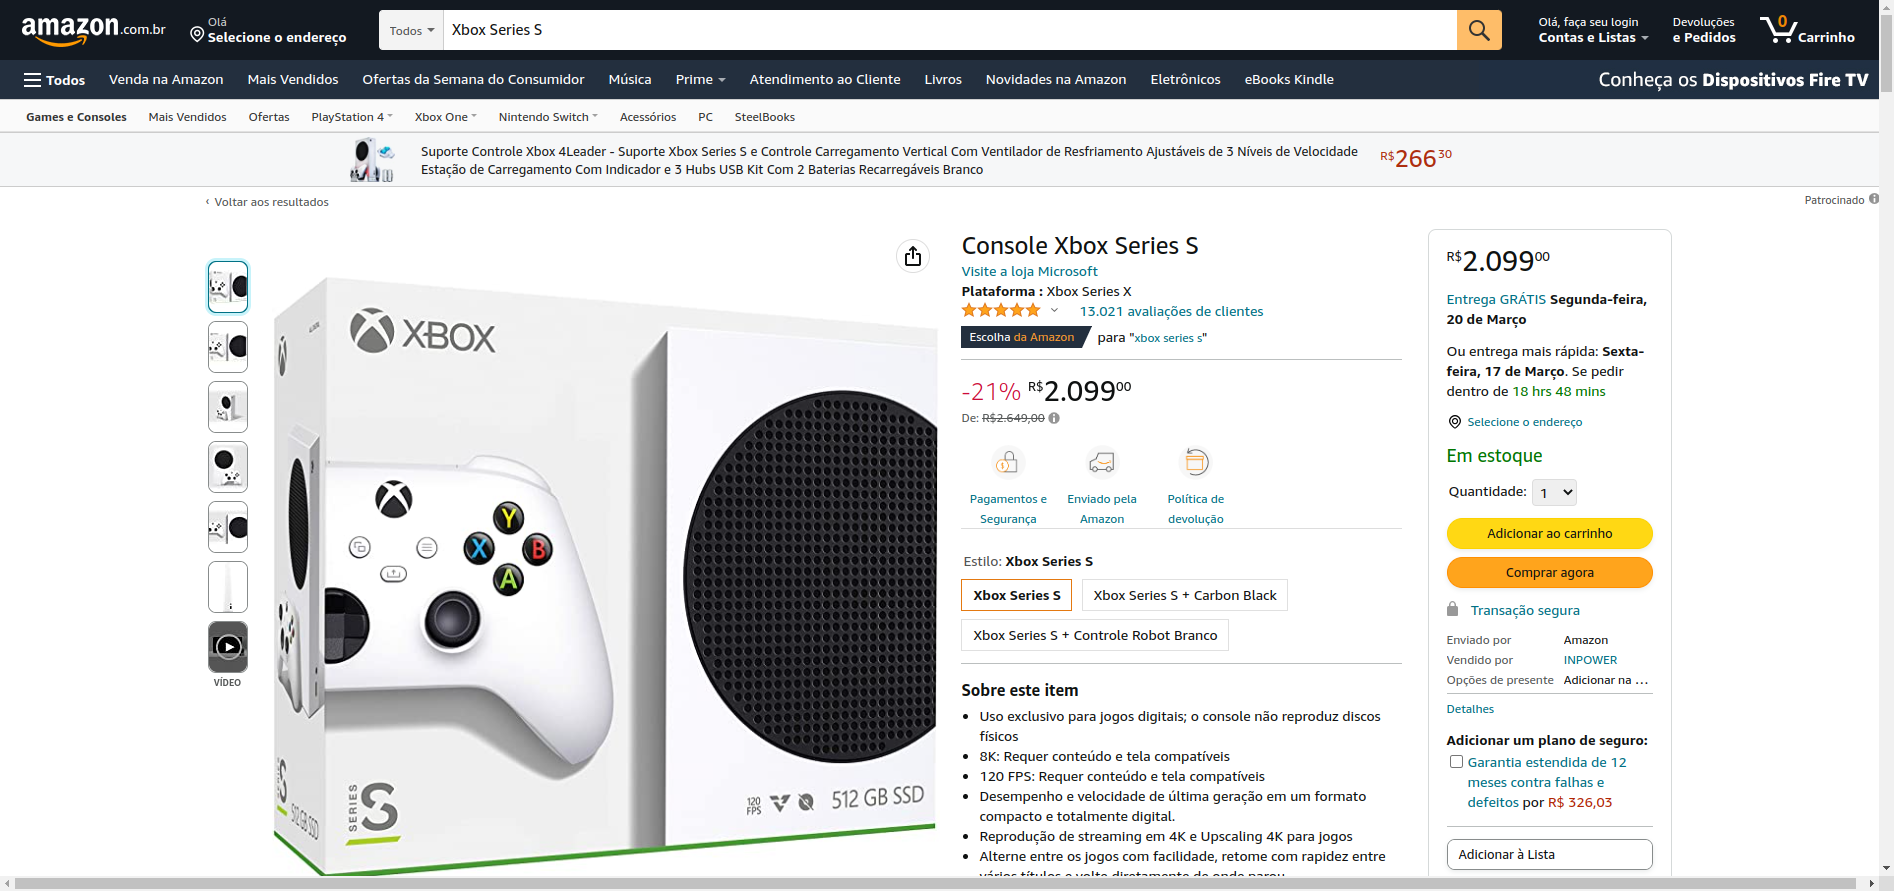 amazon.com.br
Olá
Selecione o endereço
Todos
Xbox Series S
Olá, faça seu login
Contas e Listas
Devoluções
e Pedidos
0
Carrinho
Todos
Venda na Amazon
Mais Vendidos
Ofertas da Semana do Consumidor
Música
Prime
Atendimento ao Cliente
Livros
Novidades na Amazon
Eletrônicos
eBooks Kindle
Conheça os Dispositivos Fire TV
Games e Consoles
Mais Vendidos
Ofertas
PlayStation 4
Xbox One
Nintendo Switch
Acessórios
PC
SteelBooks
Suporte Controle Xbox 4Leader - Suporte Xbox Series S e Controle Carregamento Vertical Com Ventilador de Resfriamento Ajustáveis de 3 Níveis de Velocidade
Estação de Carregamento Com Indicador e 3 Hubs USB Kit Com 2 Baterias Recarregáveis Branco
R$26630
‹ Voltar aos resultados
Patrocinado
VÍDEO
XBOX
Y
X
B
A
SERIES
S
512 GB SSD
SERIES
S
120
FPS
512 GB SSD
Console Xbox Series S
Visite a loja Microsoft
Plataforma : Xbox Series X
13.021 avaliações de clientes
Escolha da Amazon para "xbox series s"
-21% R$2.09900
De: R$2.649,00
Pagamentos e
Segurança
Enviado pela
Amazon
Política de
devolução
Estilo: Xbox Series S
Xbox Series S
Xbox Series S + Carbon Black
Xbox Series S + Controle Robot Branco
Sobre este item
• Uso exclusivo para jogos digitais; o console não reproduz discos
físicos
• 8K: Requer conteúdo e tela compatíveis
• 120 FPS: Requer conteúdo e tela compatíveis
• Desempenho e velocidade de última geração em um formato
compacto e totalmente digital.
• Reprodução de streaming em 4K e Upscaling 4K para jogos
• Alterne entre os jogos com facilidade, retome com rapidez entre
vários títulos e volte diretamente de onde parou
R$2.09900
Entrega GRÁTIS Segunda-feira,
20 de Março
Ou entrega mais rápida: Sexta-
feira, 17 de Março. Se pedir
dentro de 18 hrs 48 mins
Selecione o endereço
Em estoque
Quantidade: 1
Adicionar ao carrinho
Comprar agora
Transação segura
Enviado por Amazon
Vendido por INPOWER
Opções de presente Adicionar na ...
Detalhes
Adicionar um plano de seguro:
Garantia estendida de 12
meses contra falhas e
defeitos por R$ 326,03
Adicionar à Lista